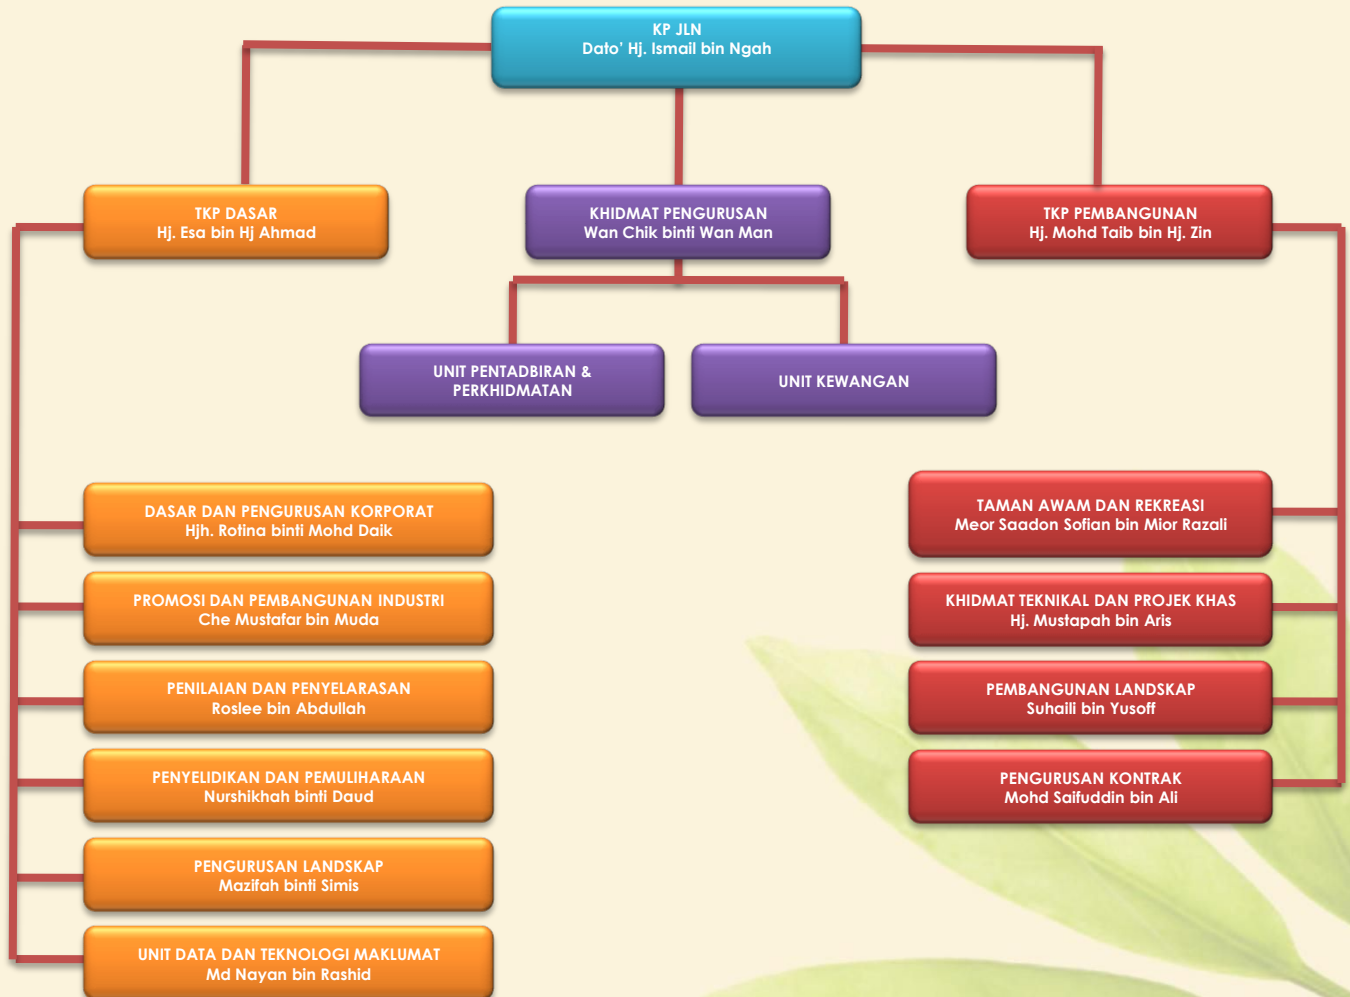 KP JLN
Dato' Hj. Ismail bin Ngah
TKP DASAR
Hj. Esa bin Hj Ahmad
KHIDMAT PENGURUSAN
Wan Chik binti Wan Man
TKP PEMBANGUNAN
Hj. Mohd Taib bin Hj. Zin
UNIT PENTADBIRAN &
PERKHIDMATAN
UNIT KEWANGAN
DASAR DAN PENGURUSAN KORPORAT
Hjh. Rotina binti Mohd Daik
PROMOSI DAN PEMBANGUNAN INDUSTRI
Che Mustafar bin Muda
PENILAIAN DAN PENYELARASAN
Roslee bin Abdullah
PENYELIDIKAN DAN PEMULIHARAAN
Nurshikhah binti Daud
PENGURUSAN LANDSKAP
Mazifah binti Simis
UNIT DATA DAN TEKNOLOGI MAKLUMAT
Md Nayan bin Rashid
TAMAN AWAM DAN REKREASI
Meor Saadon Sofian bin Mior Razali
KHIDMAT TEKNIKAL DAN PROJEK KHAS
Hj. Mustapah bin Aris
PEMBANGUNAN LANDSKAP
Suhaili bin Yusoff
PENGURUSAN KONTRAK
Mohd Saifuddin bin Ali